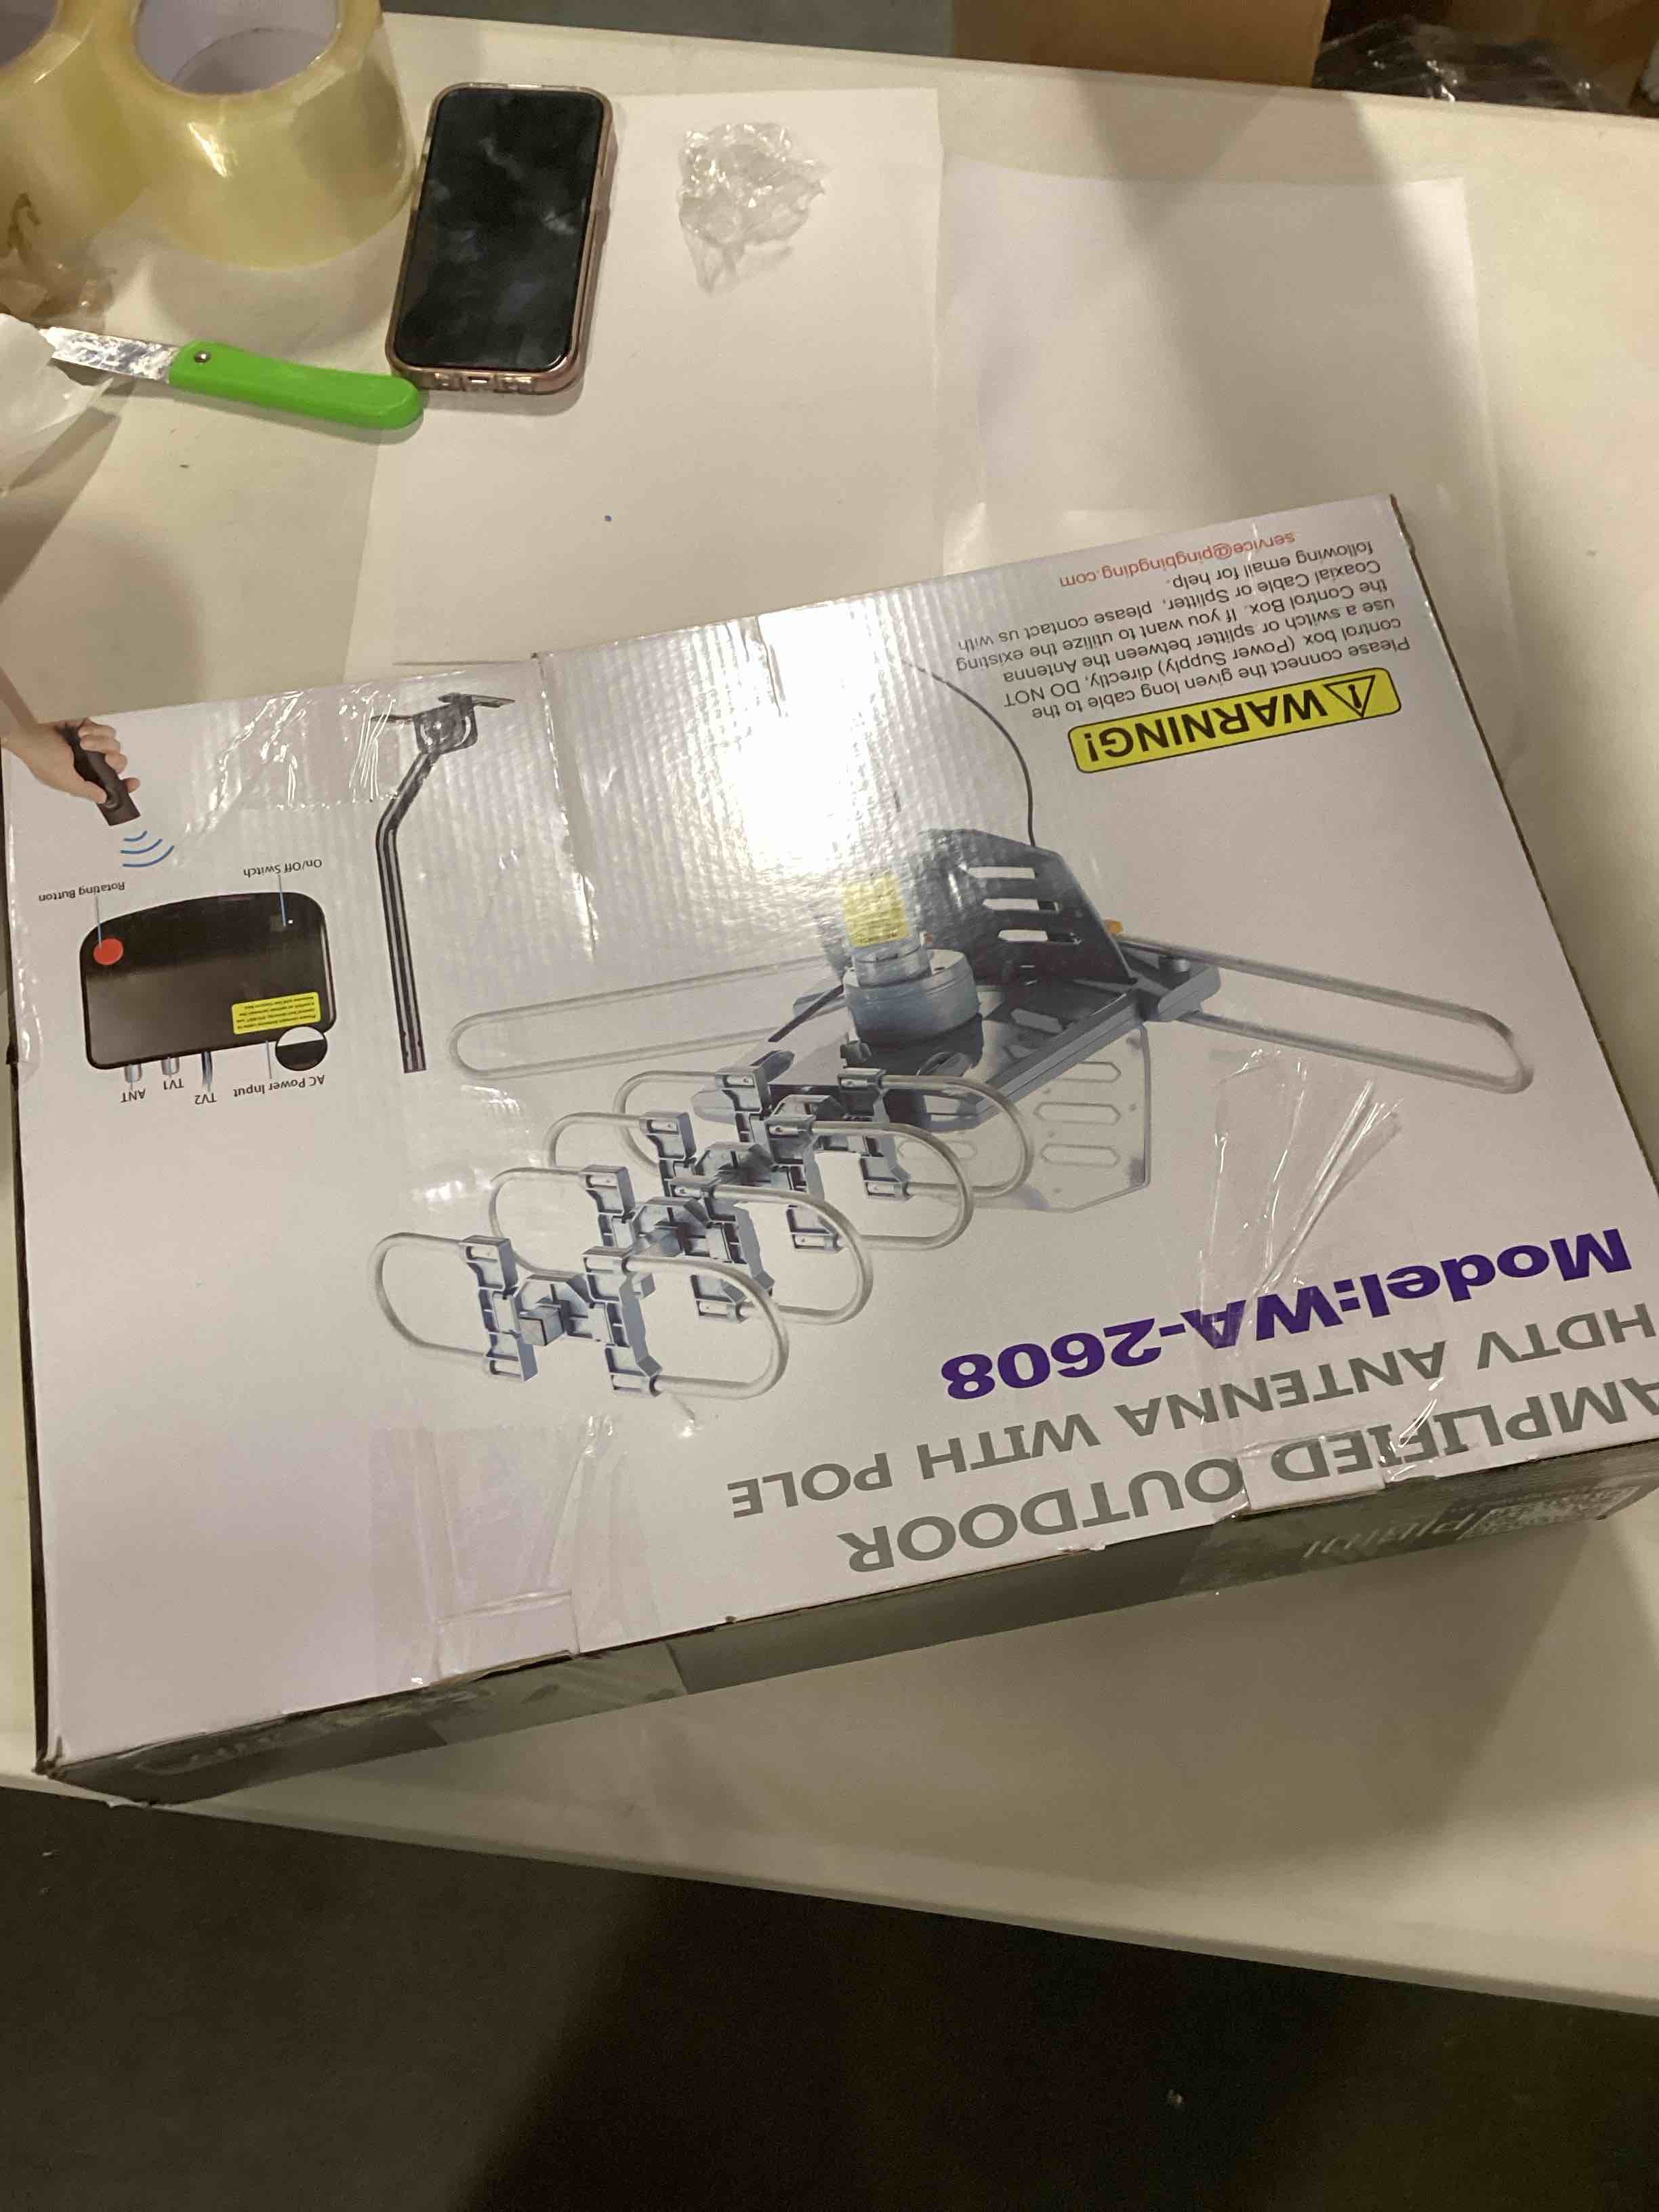 AMPLIFIED OUTDOOR
HDTV ANTENNA WITH POLE
Model:WA-2608
WARNING!
Please connect the given long cable to the
control box (Power Supply) directly, DO NOT
use a switch or splitter between the Antenna
the Control Box. If you want to utilize the existing
Coaxial Cable or Splitter, please contact us with
following email for help.
service@pingbingding.com
AC Power Input
TV2
TV1
ANT
On/Off Switch
Rotating Button